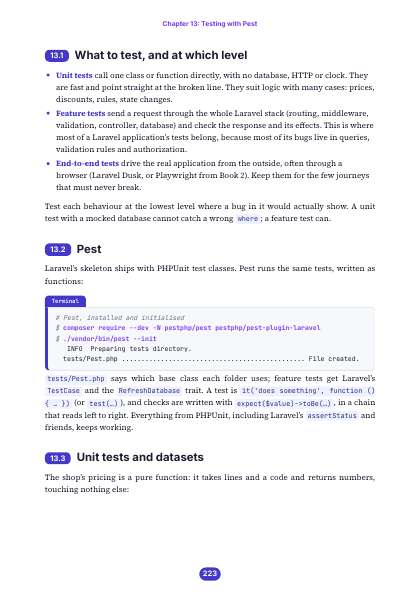 Chapter 13: Testing with Pest
13.1 What to test, and at which level
• Unit tests call one class or function directly, with no database, HTTP or clock. They
are fast and point straight at the broken line. They suit logic with many cases: prices,
discounts, rules, state changes.
• Feature tests send a request through the whole Laravel stack (routing, middleware,
validation, controller, database) and check the response and its effects. This is where
most of a Laravel application's tests belong, because most of its bugs live in queries,
validation rules and authorization.
• End-to-end tests drive the real application from the outside, often through a
browser (Laravel Dusk, or Playwright from Book 2). Keep them for the few journeys
that must never break.
Test each behaviour at the lowest level where a bug in it would actually show. A unit
test with a mocked database cannot catch a wrong where; a feature test can.
13.2 Pest
Laravel's skeleton ships with PHPUnit test classes. Pest runs the same tests, written as
functions:
Terminal
# Pest, installed and initialised
$ composer require --dev -W pestphp/pest pestphp/pest-plugin-laravel
$ ./vendor/bin/pest --init
INFO Preparing tests directory.
tests/Pest.php ................................................ File created.
tests/Pest.php says which base class each folder uses; feature tests get Laravel's
TestCase and the RefreshDatabase trait. A test is it('does something', function ()
{ … }) (or test(…)), and checks are written with expect($value)->toBe(…), in a chain
that reads left to right. Everything from PHPUnit, including Laravel's assertStatus and
friends, keeps working.
13.3 Unit tests and datasets
The shop's pricing is a pure function: it takes lines and a code and returns numbers,
touching nothing else:
223